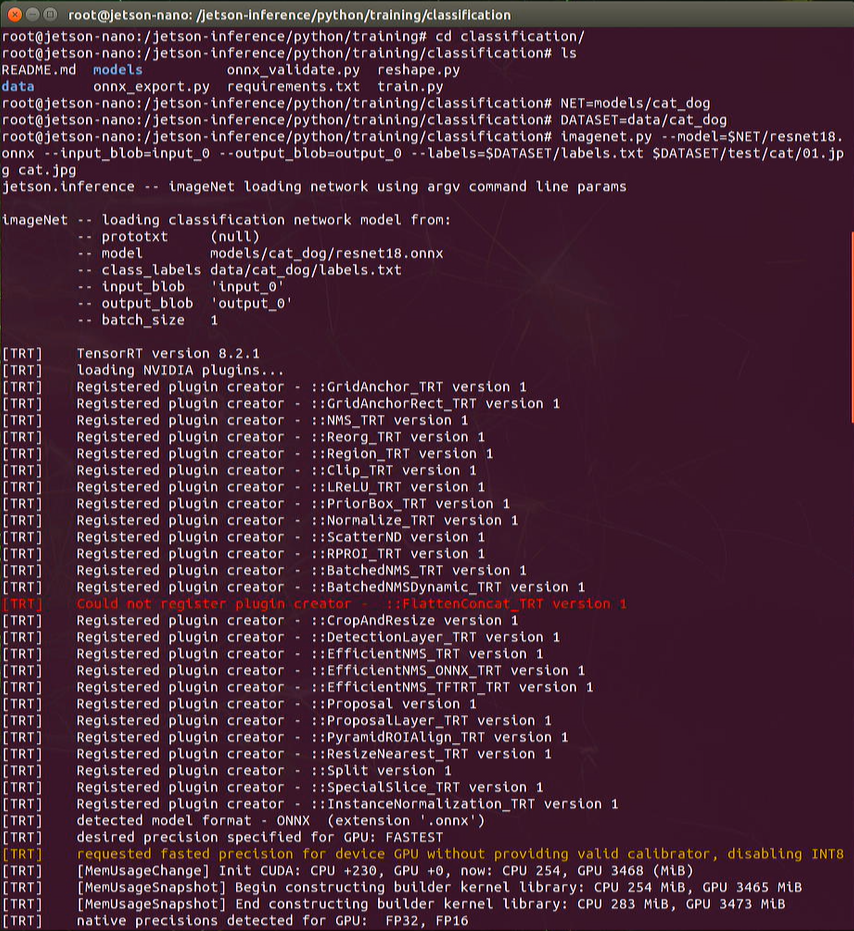 root@jetson-nano: /jetson-inference/python/training/classification
root@jetson-nano:/jetson-inference/python/training# cd classification/
root@jetson-nano:/jetson-inference/python/training/classification# ls
README.md  models          onnx_validate.py  reshape.py
data       onnx_export.py  requirements.txt  train.py
root@jetson-nano:/jetson-inference/python/training/classification# NET=models/cat_dog
root@jetson-nano:/jetson-inference/python/training/classification# DATASET=data/cat_dog
root@jetson-nano:/jetson-inference/python/training/classification# imagenet.py --model=$NET/resnet18.
onnx --input_blob=input_0 --output_blob=output_0 --labels=$DATASET/labels.txt $DATASET/test/cat/01.jp
g cat.jpg
jetson.inference -- imageNet loading network using argv command line params
imageNet -- loading classification network model from:
         -- prototxt     (null)
         -- model        models/cat_dog/resnet18.onnx
         -- class_labels data/cat_dog/labels.txt
         -- input_blob   'input_0'
         -- output_blob  'output_0'
         -- batch_size   1
[TRT]    TensorRT version 8.2.1
[TRT]    loading NVIDIA plugins...
[TRT]    Registered plugin creator - ::GridAnchor_TRT version 1
[TRT]    Registered plugin creator - ::GridAnchorRect_TRT version 1
[TRT]    Registered plugin creator - ::NMS_TRT version 1
[TRT]    Registered plugin creator - ::Reorg_TRT version 1
[TRT]    Registered plugin creator - ::Region_TRT version 1
[TRT]    Registered plugin creator - ::Clip_TRT version 1
[TRT]    Registered plugin creator - ::LReLU_TRT version 1
[TRT]    Registered plugin creator - ::PriorBox_TRT version 1
[TRT]    Registered plugin creator - ::Normalize_TRT version 1
[TRT]    Registered plugin creator - ::ScatterND version 1
[TRT]    Registered plugin creator - ::RPROI_TRT version 1
[TRT]    Registered plugin creator - ::BatchedNMS_TRT version 1
[TRT]    Registered plugin creator - ::BatchedNMSDynamic_TRT version 1
[TRT]    Could not register plugin creator -  ::FlattenConcat_TRT version 1
[TRT]    Registered plugin creator - ::CropAndResize version 1
[TRT]    Registered plugin creator - ::DetectionLayer_TRT version 1
[TRT]    Registered plugin creator - ::EfficientNMS_TRT version 1
[TRT]    Registered plugin creator - ::EfficientNMS_ONNX_TRT version 1
[TRT]    Registered plugin creator - ::EfficientNMS_TFTRT_TRT version 1
[TRT]    Registered plugin creator - ::Proposal version 1
[TRT]    Registered plugin creator - ::ProposalLayer_TRT version 1
[TRT]    Registered plugin creator - ::PyramidROIAlign_TRT version 1
[TRT]    Registered plugin creator - ::ResizeNearest_TRT version 1
[TRT]    Registered plugin creator - ::Split version 1
[TRT]    Registered plugin creator - ::SpecialSlice_TRT version 1
[TRT]    Registered plugin creator - ::InstanceNormalization_TRT version 1
[TRT]    detected model format - ONNX  (extension '.onnx')
[TRT]    desired precision specified for GPU: FASTEST
[TRT]    requested fasted precision for device GPU without providing valid calibrator, disabling INT8
[TRT]    [MemUsageChange] Init CUDA: CPU +230, GPU +0, now: CPU 254, GPU 3468 (MiB)
[TRT]    [MemUsageSnapshot] Begin constructing builder kernel library: CPU 254 MiB, GPU 3465 MiB
[TRT]    [MemUsageSnapshot] End constructing builder kernel library: CPU 283 MiB, GPU 3473 MiB
[TRT]    native precisions detected for GPU:  FP32, FP16